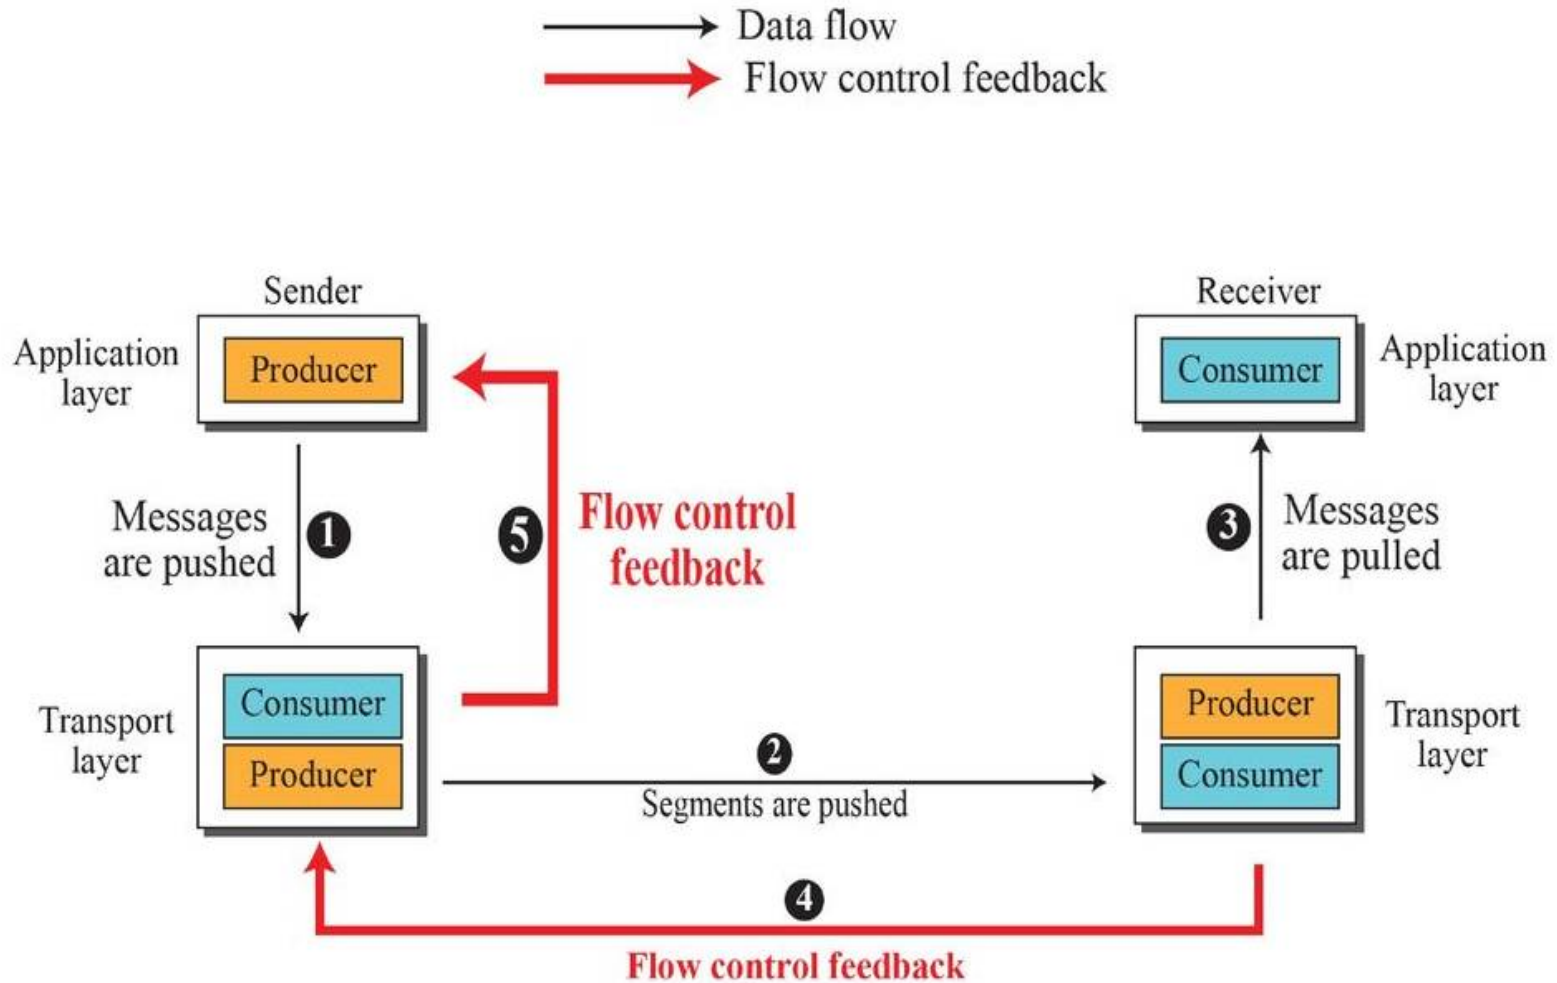 Data flow
Flow control feedback
Sender
Receiver
Application
layer
Producer
Consumer
Application
layer
Messages
are pushed
1
5
Flow control
feedback
3
Messages
are pulled
Transport
layer
Consumer
Producer
2
Segments are pushed
Producer
Consumer
Transport
layer
4
Flow control feedback